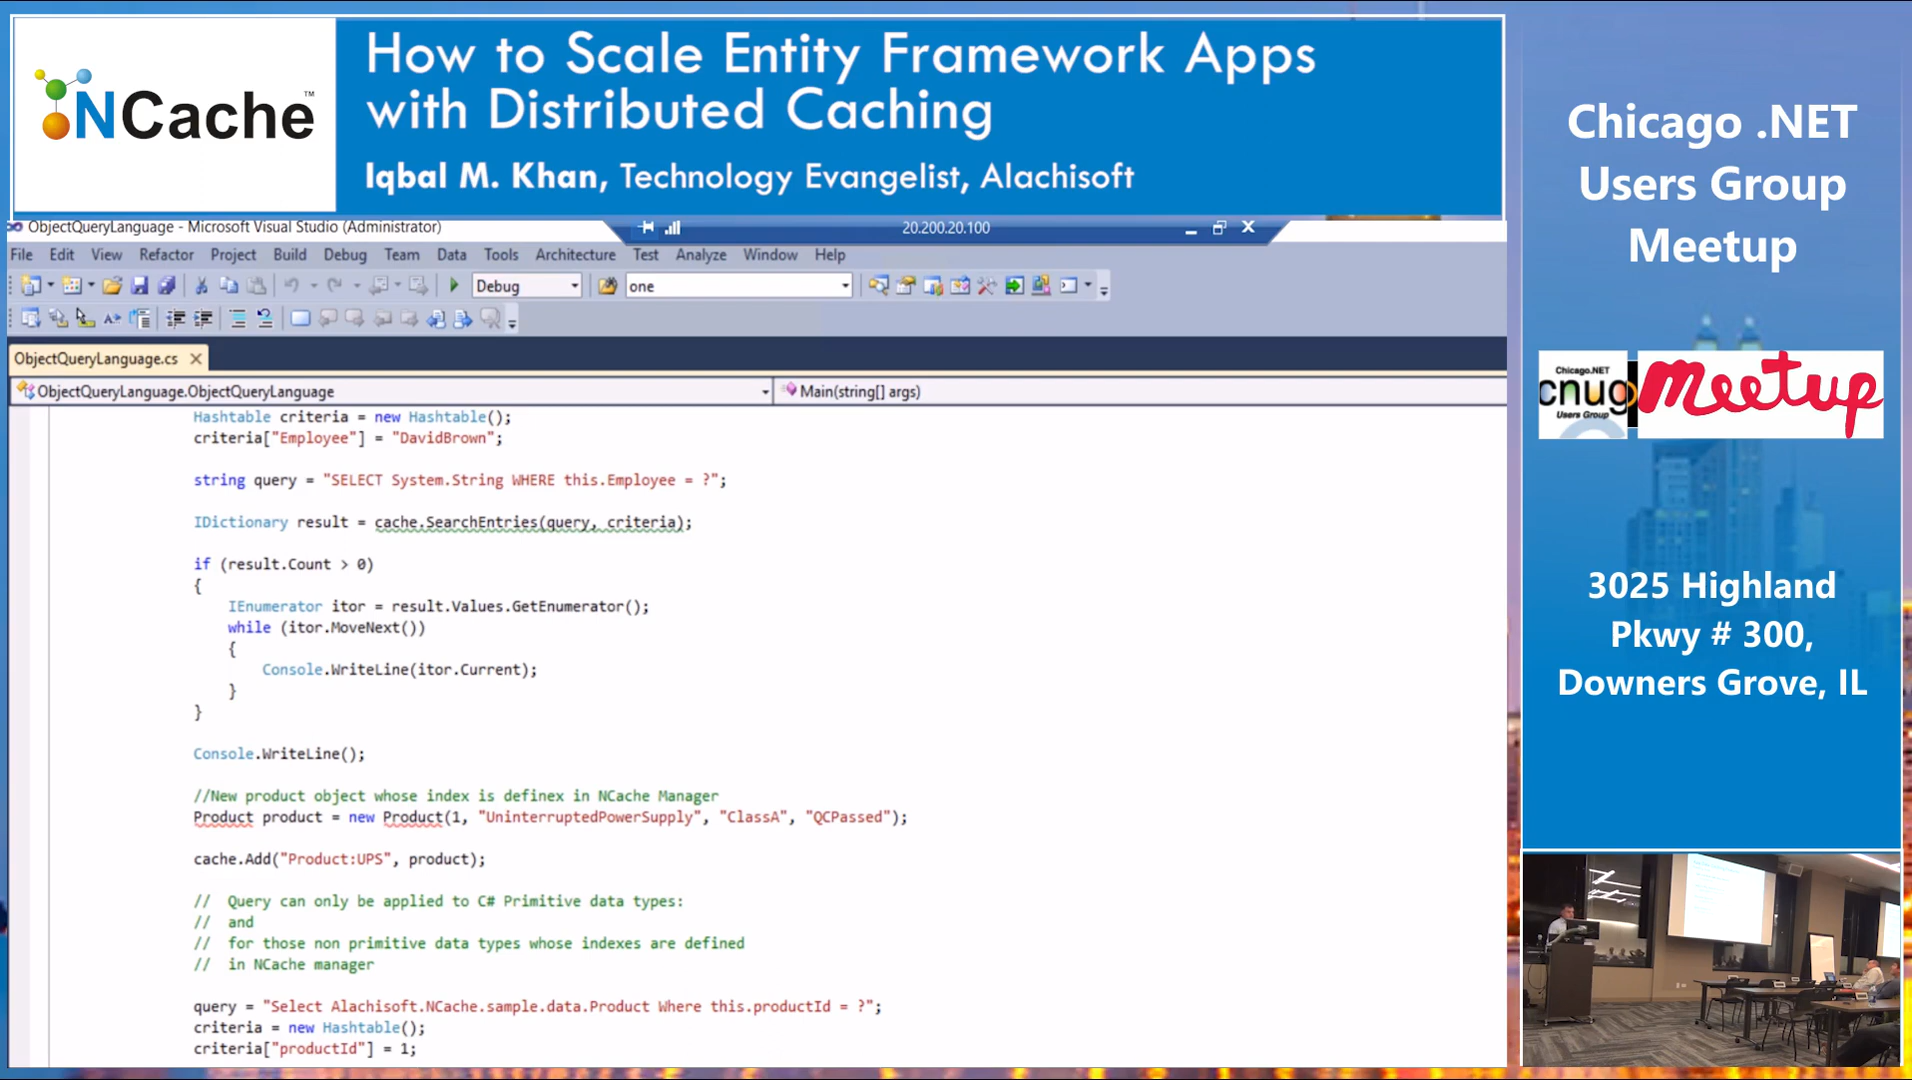 NCache™
How to Scale Entity Framework Apps
with Distributed Caching
Iqbal M. Khan, Technology Evangelist, Alachisoft
ObjectQueryLanguage - Microsoft Visual Studio (Administrator)
20.200.20.100
File Edit View Refactor Project Build Debug Team Data Tools Architecture Test Analyze Window Help
Debug
one
ObjectQueryLanguage.cs
ObjectQueryLanguage.ObjectQueryLanguage
Main(string[] args)
Hashtable criteria = new Hashtable();
criteria["Employee"] = "DavidBrown";
string query = "SELECT System.String WHERE this.Employee = ?";
IDictionary result = cache.SearchEntries(query, criteria);
if (result.Count > 0)
{
IEnumerator itor = result.Values.GetEnumerator();
while (itor.MoveNext())
{
Console.WriteLine(itor.Current);
}
}
Console.WriteLine();
//New product object whose index is definex in NCache Manager
Product product = new Product(1, "UninterruptedPowerSupply", "ClassA", "QCPassed");
cache.Add("Product:UPS", product);
// Query can only be applied to C# Primitive data types:
// and
// for those non primitive data types whose indexes are defined
// in NCache manager
query = "Select Alachisoft.NCache.sample.data.Product Where this.productId = ?";
criteria = new Hashtable();
criteria["productId"] = 1;
Chicago .NET
Users Group
Meetup
Chicago.NET
cnug
Users Group
Meetup
3025 Highland
Pkwy # 300,
Downers Grove, IL